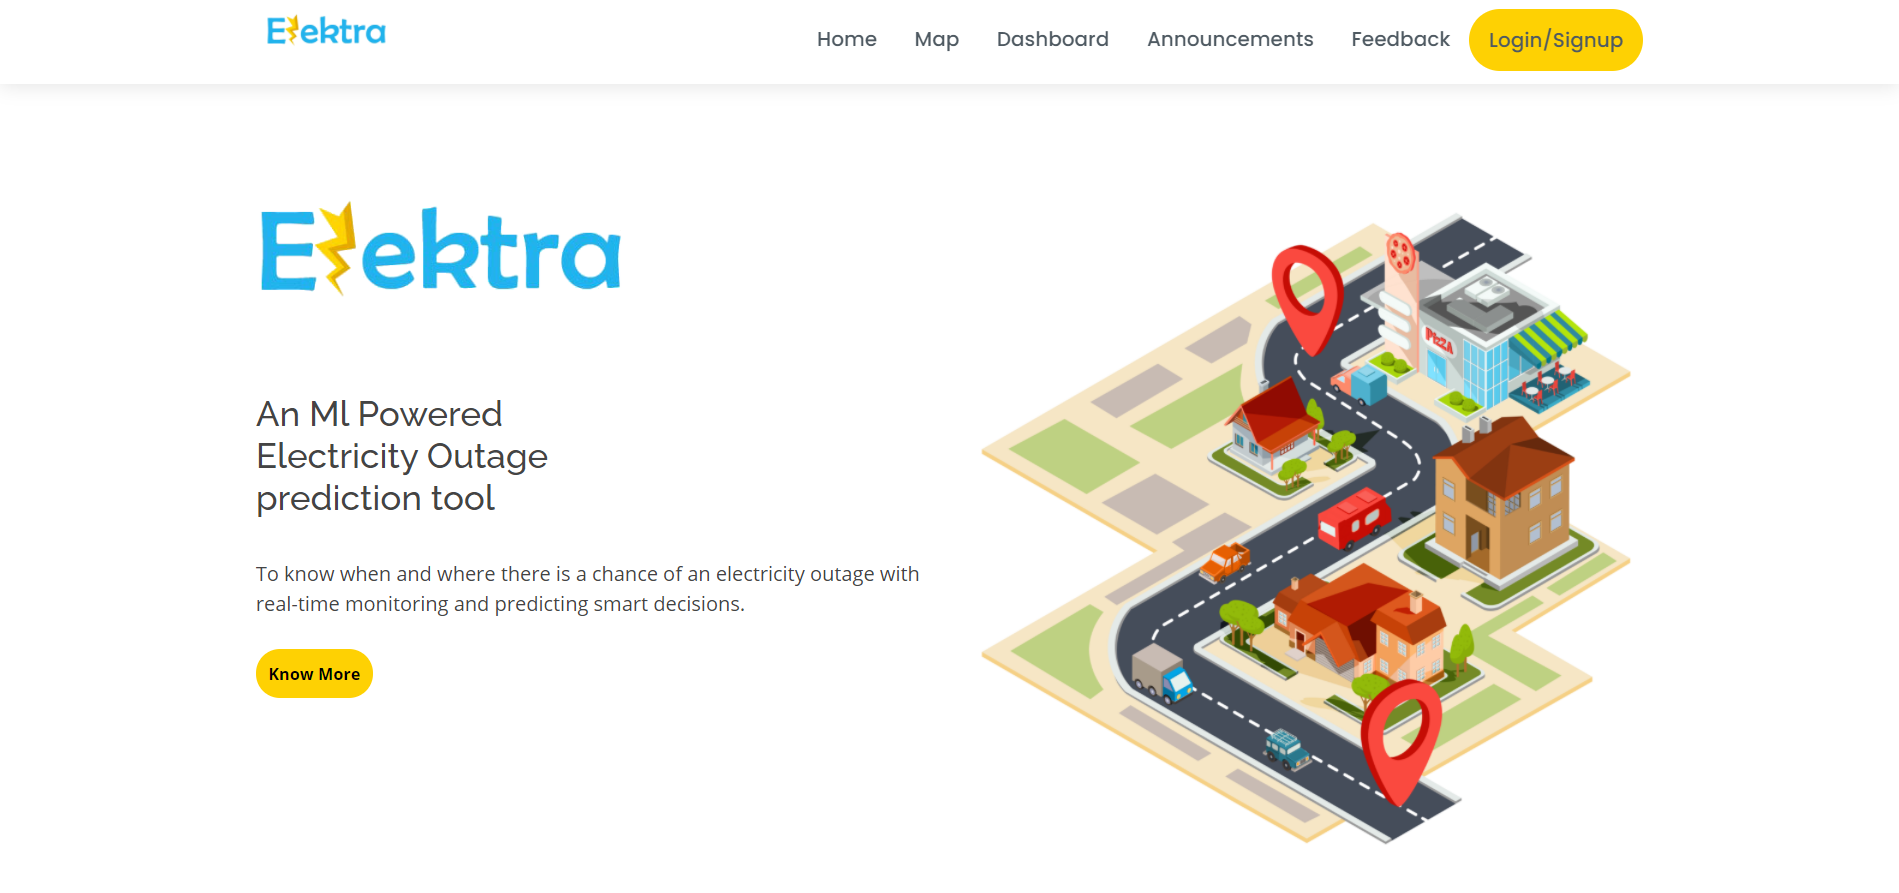 Elektra
Home Map Dashboard Announcements Feedback Login/Signup
Elektra
An Ml Powered
Electricity Outage
prediction tool
To know when and where there is a chance of an electricity outage with
real-time monitoring and predicting smart decisions.
Know More
PIZZA